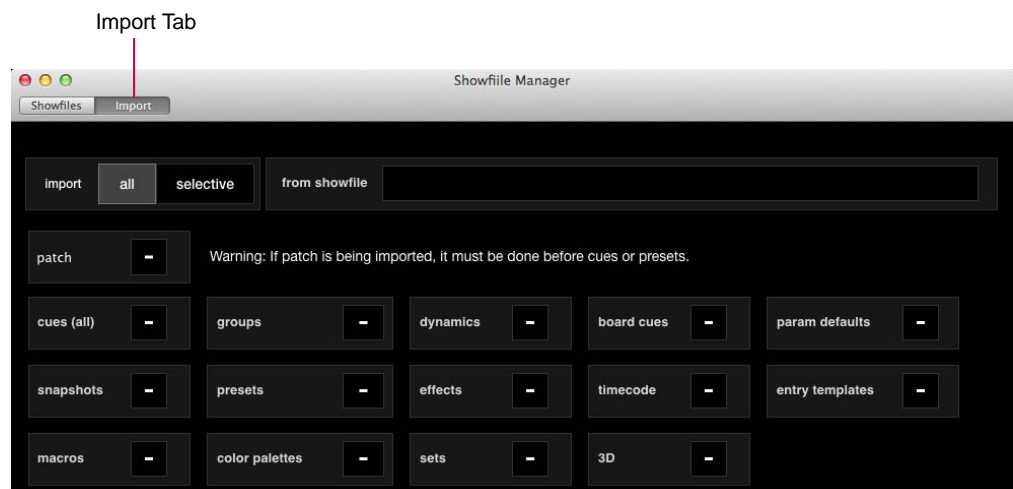 Import Tab
Showfiile Manager
Showfiles Import
import all selective from showfile
patch - Warning: If patch is being imported, it must be done before cues or presets.
cues (all) - groups - dynamics - board cues - param defaults -
snapshots - presets - effects - timecode - entry templates -
macros - color palettes - sets - 3D -